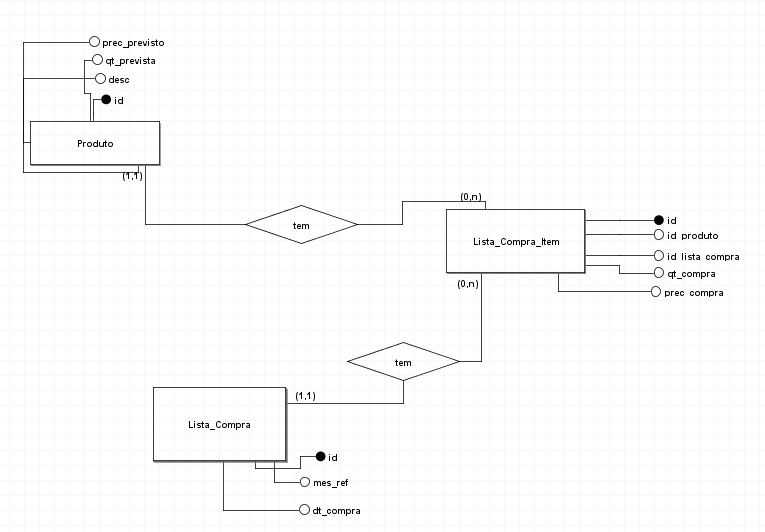 prec_previsto
qt_prevista
desc
id
Produto
(1,1)
tem
(0,n)
Lista_Compra_Item
id
id_produto
id_lista_compra
qt_compra
prec_compra
(0,n)
tem
(1,1)
Lista_Compra
id
mes_ref
dt_compra